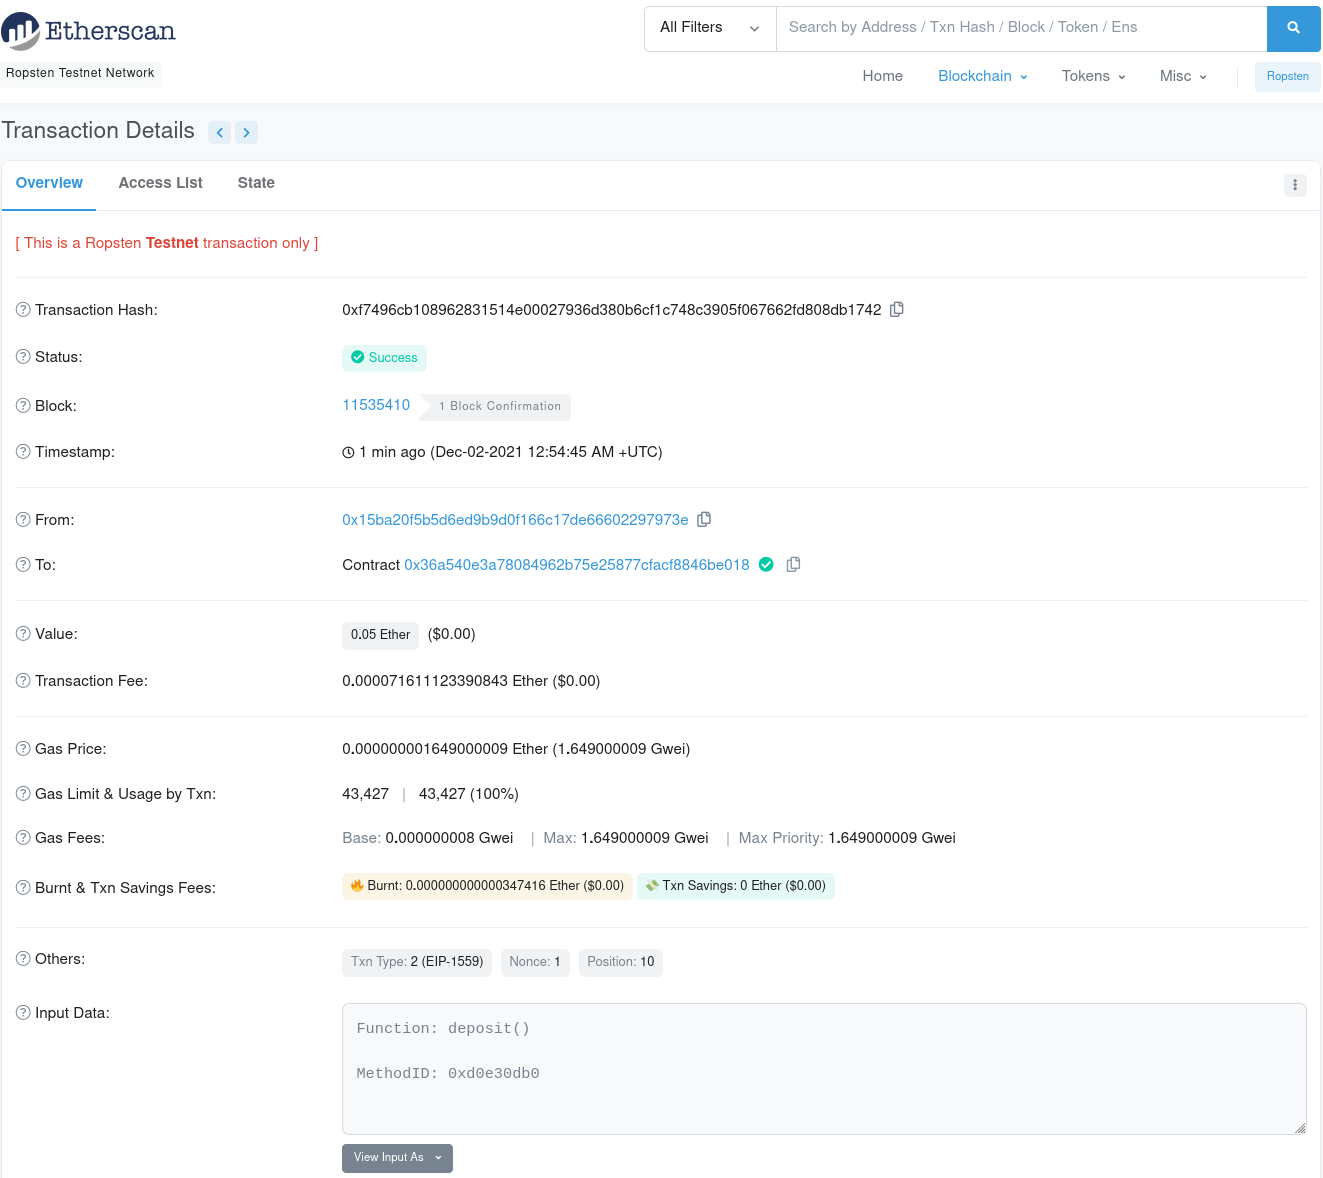 Etherscan
All Filters
Search by Address / Txn Hash / Block / Token / Ens
Ropsten Testnet Network
Home Blockchain Tokens Misc Ropsten
Transaction Details
Overview Access List State
[ This is a Ropsten Testnet transaction only ]
Transaction Hash: 0xf7496cb108962831514e00027936d380b6cf1c748c3905f067662fd808db1742
Status: Success
Block: 11535410 1 Block Confirmation
Timestamp: 1 min ago (Dec-02-2021 12:54:45 AM +UTC)
From: 0x15ba20f5b5d6ed9b9d0f166c17de66602297973e
To: Contract 0x36a540e3a78084962b75e25877cfacf8846be018
Value: 0.05 Ether ($0.00)
Transaction Fee: 0.000071611123390843 Ether ($0.00)
Gas Price: 0.000000001649000009 Ether (1.649000009 Gwei)
Gas Limit & Usage by Txn: 43,427 | 43,427 (100%)
Gas Fees: Base: 0.000000008 Gwei | Max: 1.649000009 Gwei | Max Priority: 1.649000009 Gwei
Burnt & Txn Savings Fees: 🔥 Burnt: 0.000000000000347416 Ether ($0.00) 💸 Txn Savings: 0 Ether ($0.00)
Others: Txn Type: 2 (EIP-1559) Nonce: 1 Position: 10
Input Data: Function: deposit()
MethodID: 0xd0e30db0
View Input As